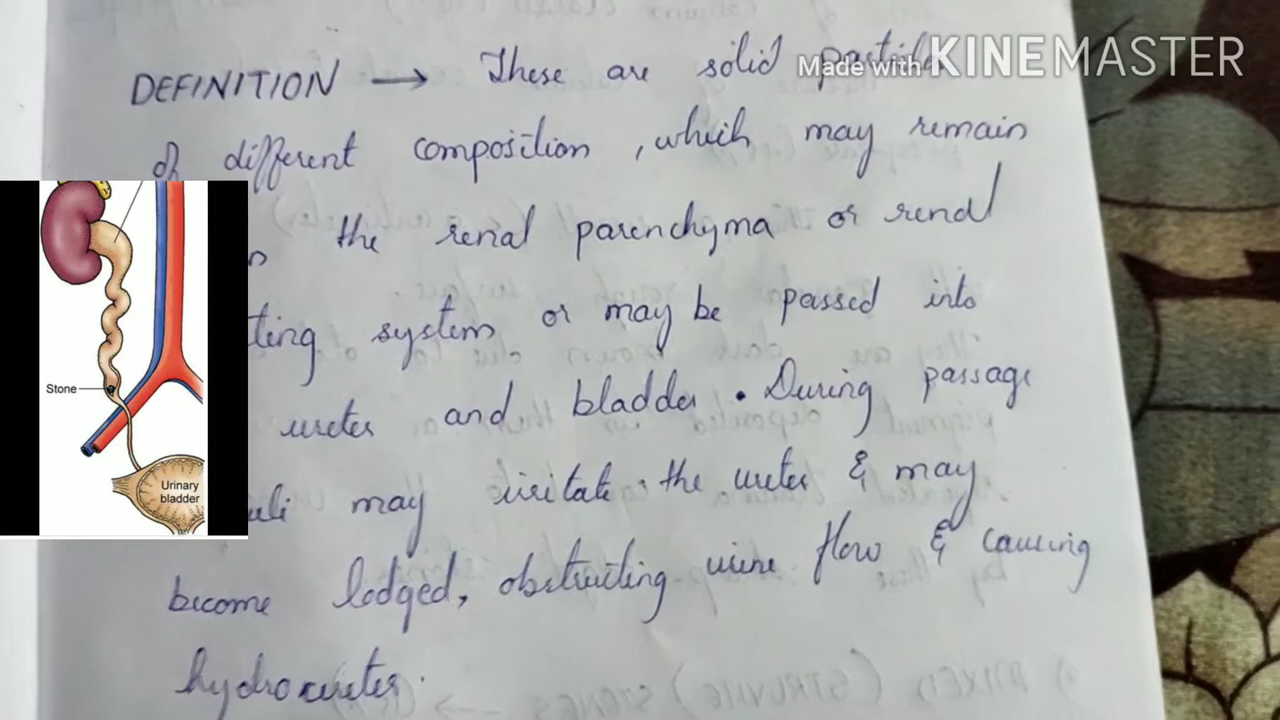 DEFINITION → These are solid
Made with KINEMASTER
of different composition, which may remain
the renal parenchyma or renal
ting system or may be passed into
Stone
ureter and bladder. During passage
Urinary
bladder
uli may irritate the ureter & may
become lodged, obstructing urine flow & causing
hydroureter.